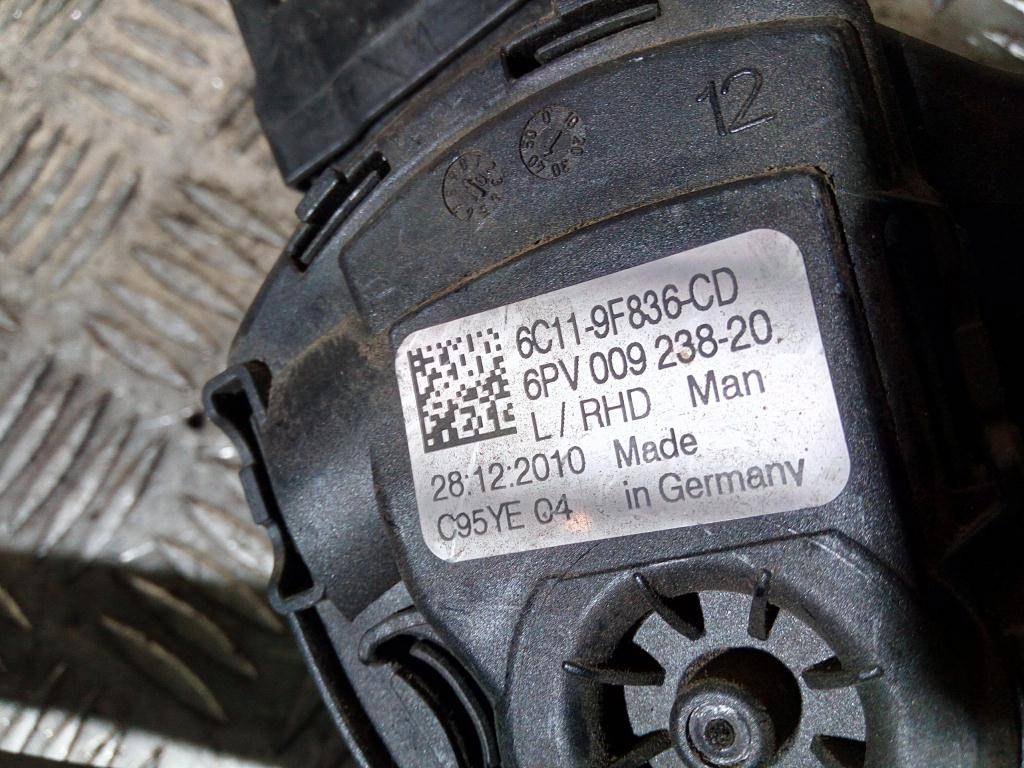 12
6C11-9F836-CD
6PV 009 238-20
L / RHD Man
28.12.2010 Made
C95YE 04 in Germany